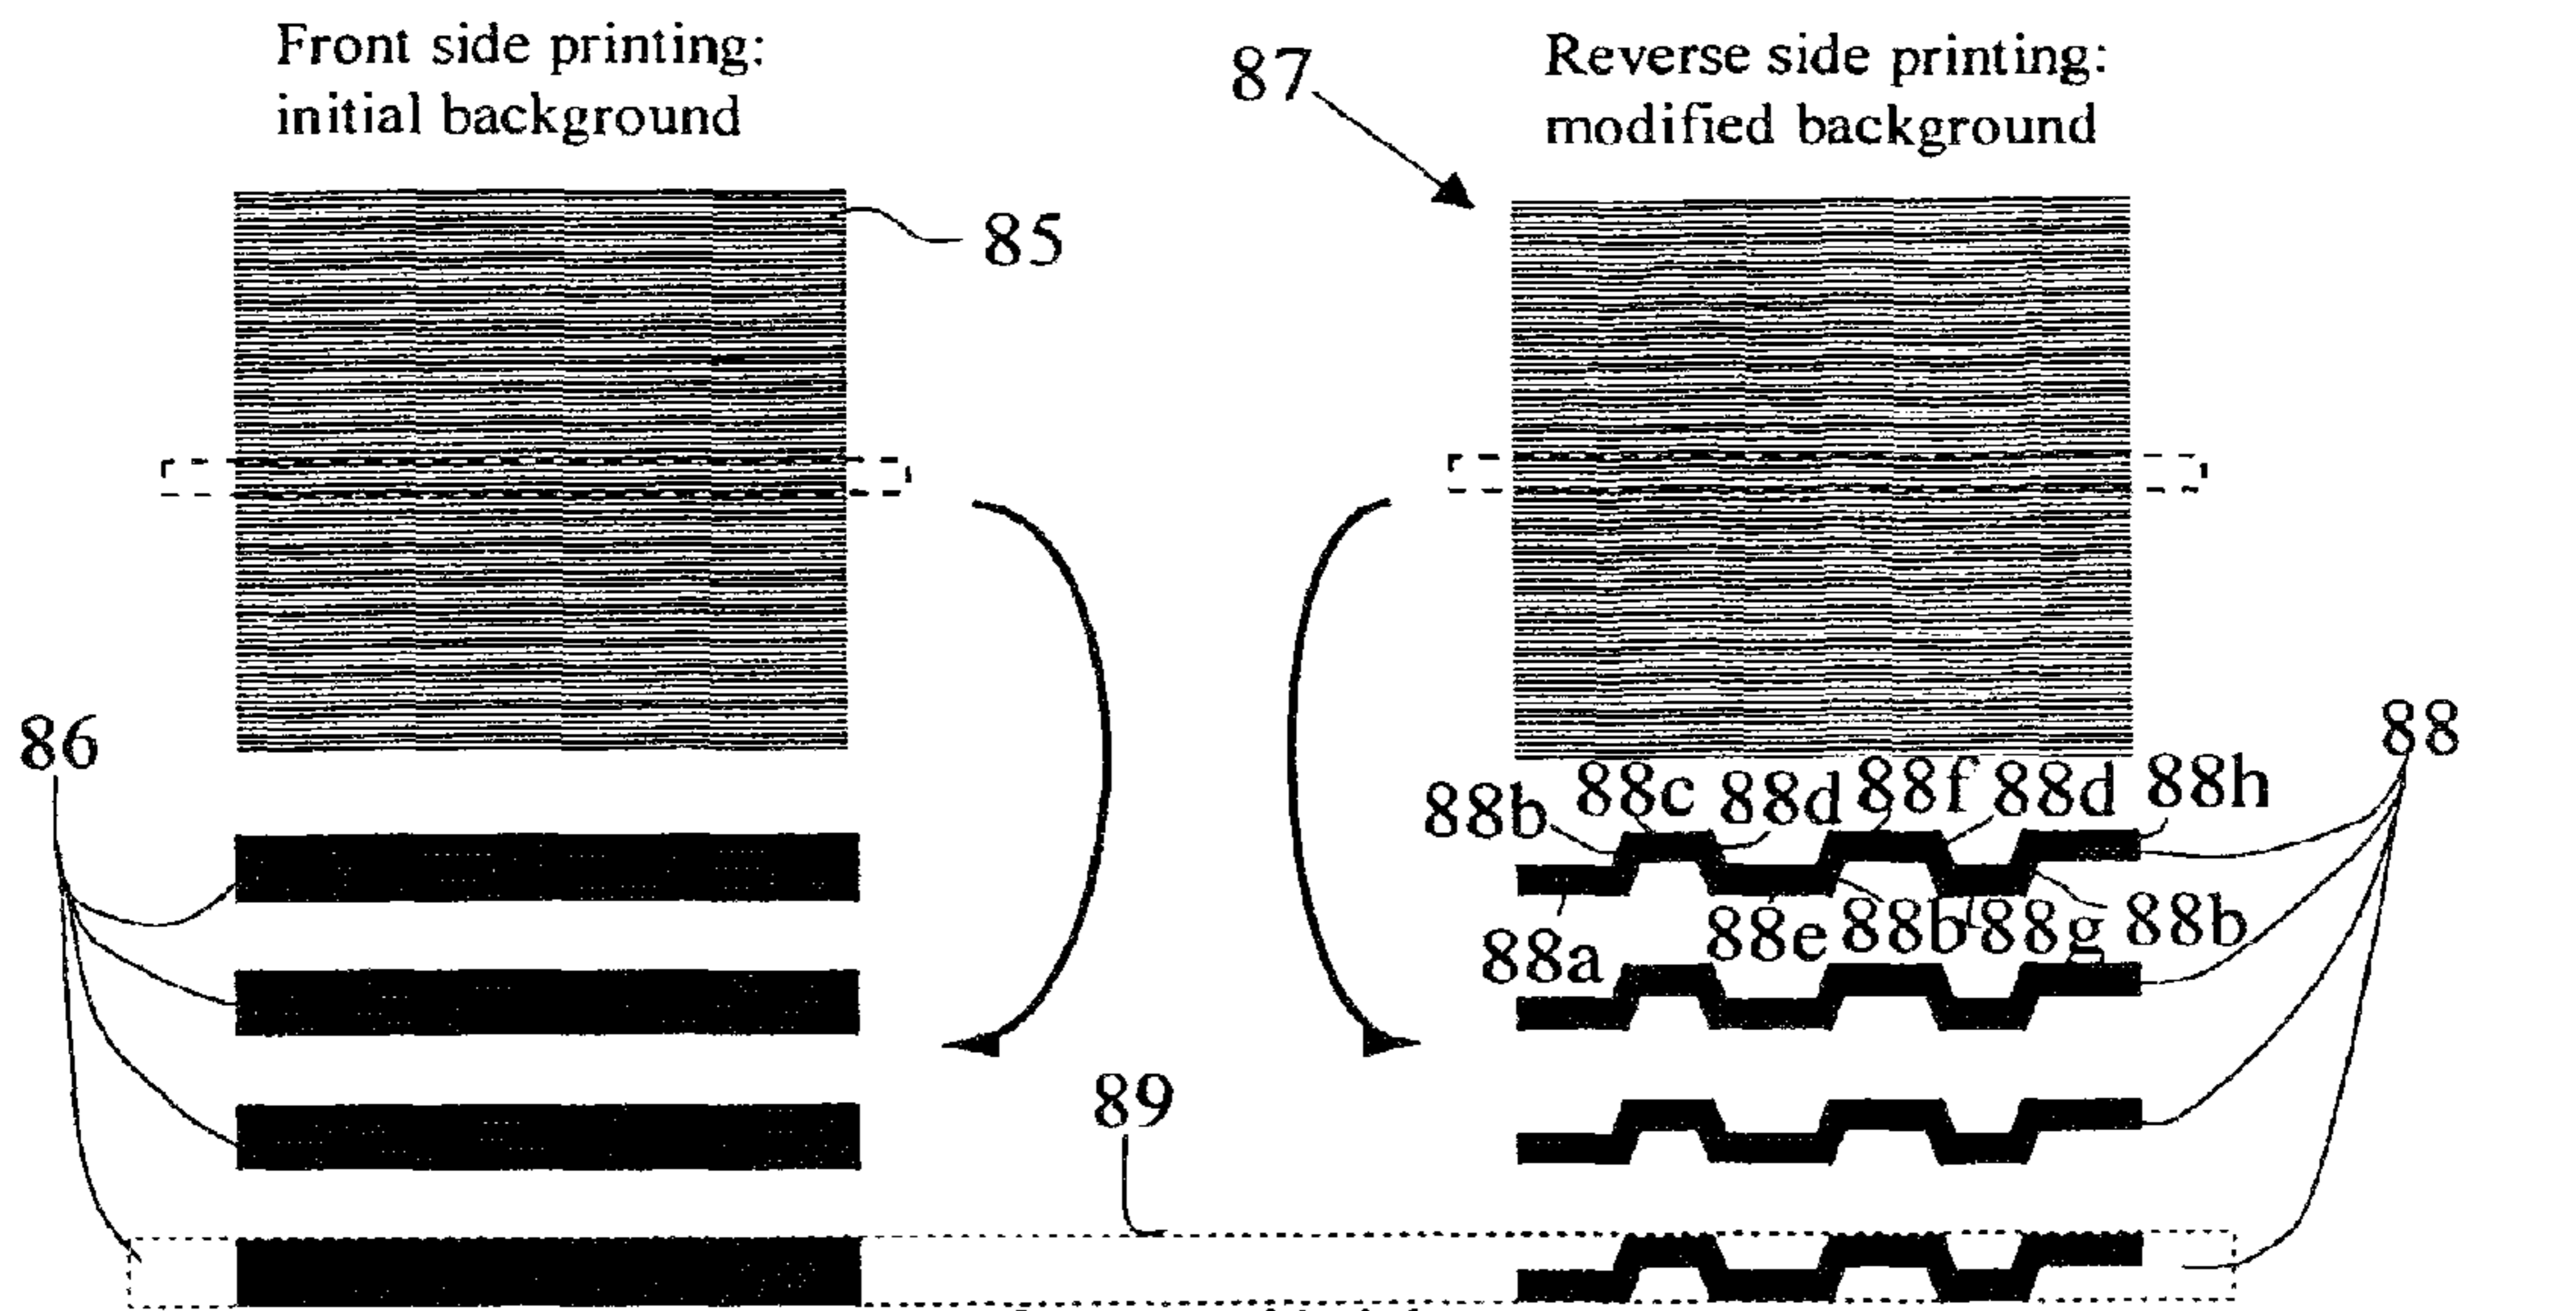 Front side printing:
initial background
87
Reverse side printing:
modified background
85
86
88
88b 88c 88d 88f 88d 88h
88a 88e 88b 88g 88b
89